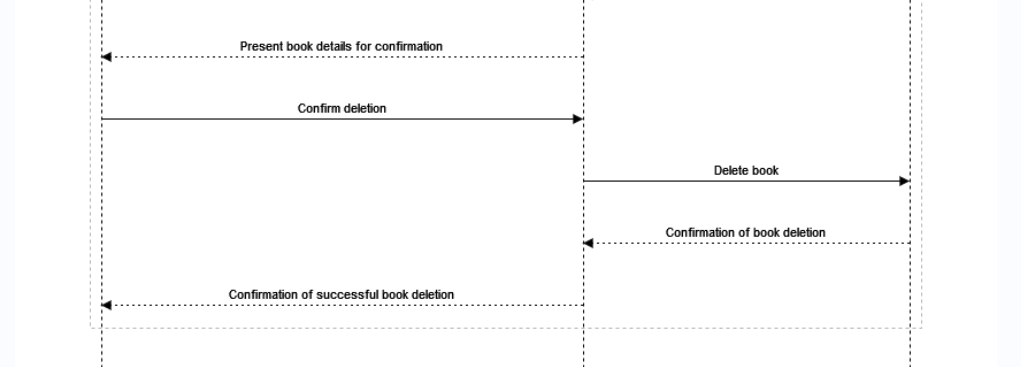 Present book details for confirmation
Confirm deletion
Delete book
Confirmation of book deletion
Confirmation of successful book deletion